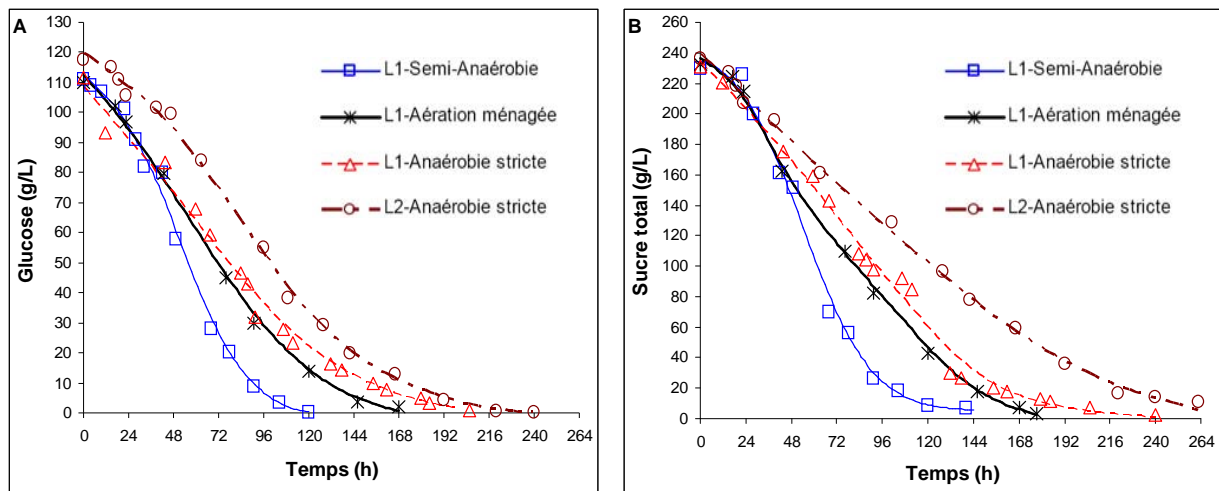 A
Glucose (g/L)
130
120
110
100
90
80
70
60
50
40
30
20
10
0
L1-Semi-Anaérobie
L1-Aération ménagée
L1-Anaérobie stricte
L2-Anaérobie stricte
0 24 48 72 96 120 144 168 192 216 240 264
Temps (h)
B
Sucre total (g/L)
260
240
220
200
180
160
140
120
100
80
60
40
20
0
L1-Semi-Anaérobie
L1-Aération ménagée
L1-Anaérobie stricte
L2-Anaérobie stricte
0 24 48 72 96 120 144 168 192 216 240 264
Temps (h)